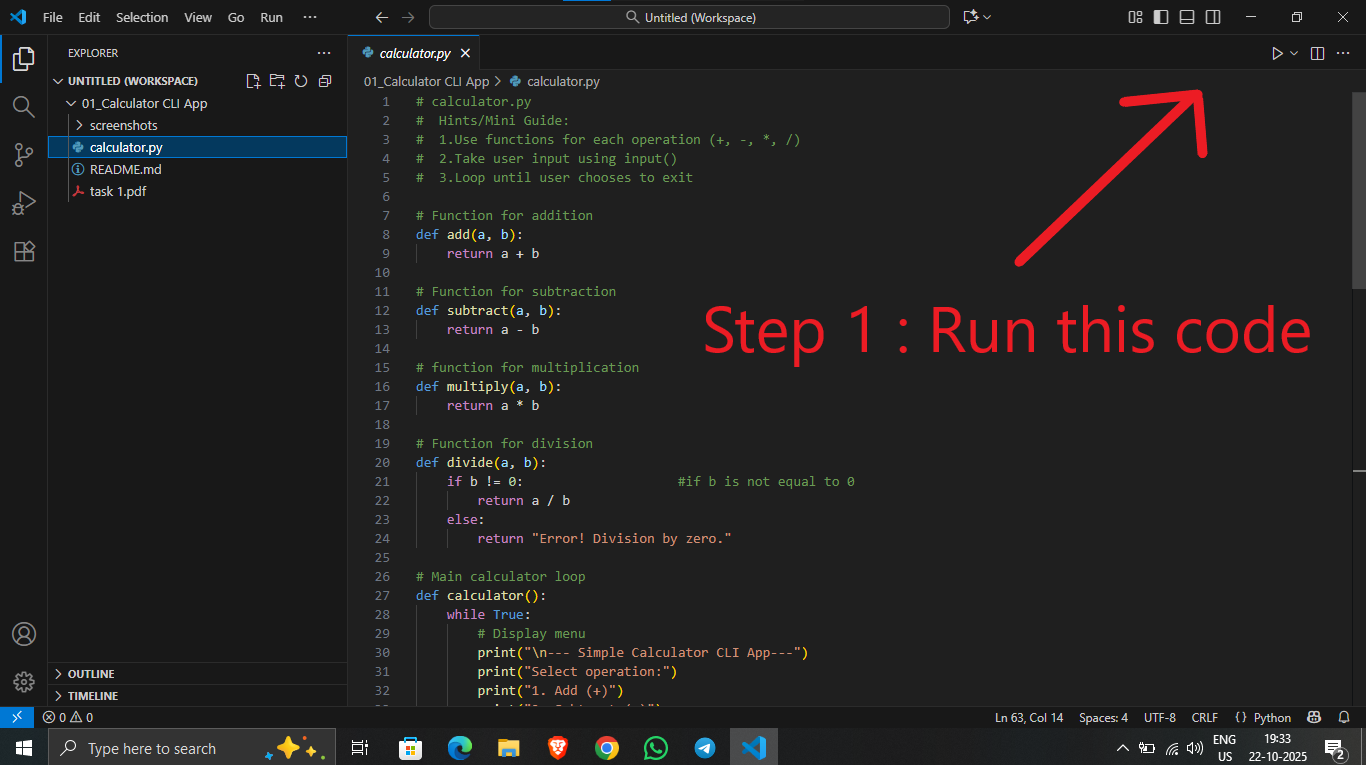 File Edit Selection View Go Run ···
Untitled (Workspace)
EXPLORER
UNTITLED (WORKSPACE)
01_Calculator CLI App
screenshots
calculator.py
README.md
task 1.pdf
OUTLINE
TIMELINE
calculator.py
01_Calculator CLI App > calculator.py
1 # calculator.py
2 #  Hints/Mini Guide:
3 #  1.Use functions for each operation (+, -, *, /)
4 #  2.Take user input using input()
5 #  3.Loop until user chooses to exit
6
7 # Function for addition
8 def add(a, b):
9     return a + b
10
11 # Function for subtraction
12 def subtract(a, b):
13     return a - b
14
15 # function for multiplication
16 def multiply(a, b):
17     return a * b
18
19 # Function for division
20 def divide(a, b):
21     if b != 0:                    #if b is not equal to 0
22         return a / b
23     else:
24         return "Error! Division by zero."
25
26 # Main calculator loop
27 def calculator():
28     while True:
29         # Display menu
30         print("\n--- Simple Calculator CLI App---")
31         print("Select operation:")
32         print("1. Add (+)")
Step 1 : Run this code
0 0
Ln 63, Col 14 Spaces: 4 UTF-8 CRLF {} Python
Type here to search
ENG
US
19:33
22-10-2025
2